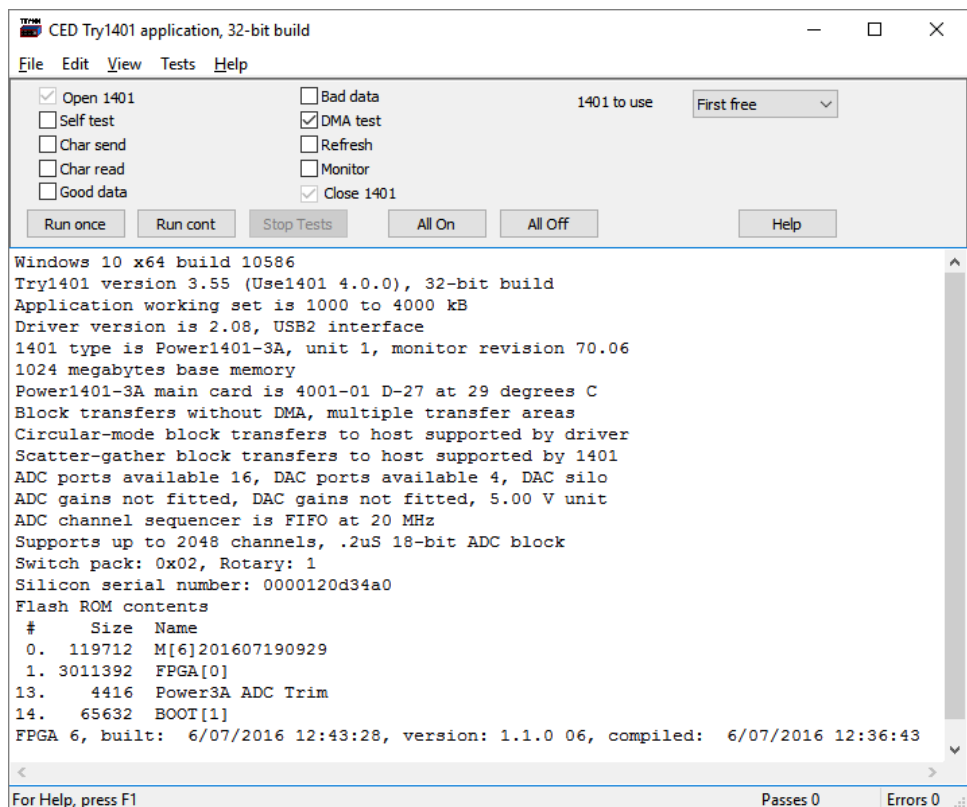 CED Try1401 application, 32-bit build
File Edit View Tests Help
Open 1401 Bad data 1401 to use First free
Self test DMA test
Char send Refresh
Char read Monitor
Good data Close 1401
Run once Run cont Stop Tests All On All Off Help
Windows 10 x64 build 10586
Try1401 version 3.55 (Use1401 4.0.0), 32-bit build
Application working set is 1000 to 4000 kB
Driver version is 2.08, USB2 interface
1401 type is Power1401-3A, unit 1, monitor revision 70.06
1024 megabytes base memory
Power1401-3A main card is 4001-01 D-27 at 29 degrees C
Block transfers without DMA, multiple transfer areas
Circular-mode block transfers to host supported by driver
Scatter-gather block transfers to host supported by 1401
ADC ports available 16, DAC ports available 4, DAC silo
ADC gains not fitted, DAC gains not fitted, 5.00 V unit
ADC channel sequencer is FIFO at 20 MHz
Supports up to 2048 channels, .2uS 18-bit ADC block
Switch pack: 0x02, Rotary: 1
Silicon serial number: 0000120d34a0
Flash ROM contents
# Size Name
0. 119712 M[6]201607190929
1. 3011392 FPGA[0]
13. 4416 Power3A ADC Trim
14. 65632 BOOT[1]
FPGA 6, built: 6/07/2016 12:43:28, version: 1.1.0 06, compiled: 6/07/2016 12:36:43
For Help, press F1 Passes 0 Errors 0